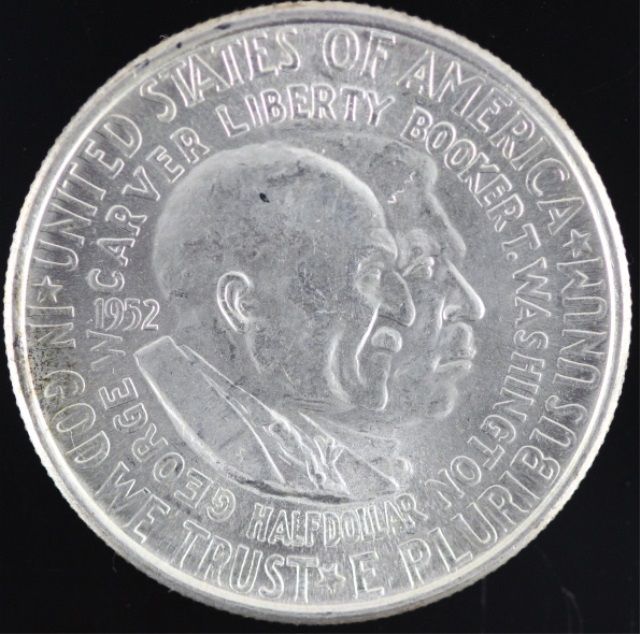 UNITED STATES OF AMERICA
★ E PLURIBUS UNUM ★
IN GOD WE TRUST ★
GEORGE · W · CARVER LIBERTY BOOKER T. WASHINGTON
1952
HALF DOLLAR